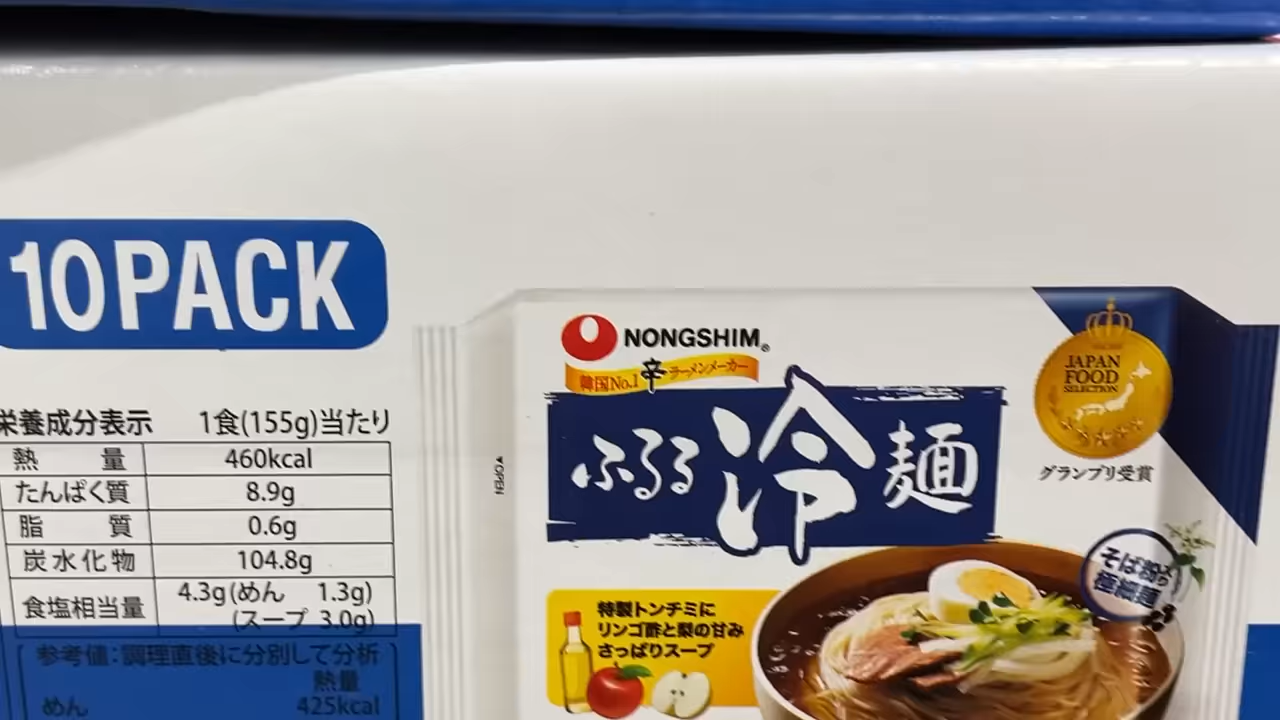 10PACK
栄養成分表示 1食(155g)当たり
熱量 460kcal
たんぱく質 8.9g
脂質 0.6g
炭水化物 104.8g
食塩相当量 4.3g(めん 1.3g)
(スープ 3.0g)
参考値:調理直後に分別して分析
熱量
めん 425kcal
▲OPEN
NONGSHIM®
韓国No.1 辛 ラーメンメーカー
ふるる冷麺
JAPAN
FOOD
SELECTION
グランプリ受賞
そば粉入り
極細麺
特製トンチミに
リンゴ酢と梨の甘み
さっぱりスープ